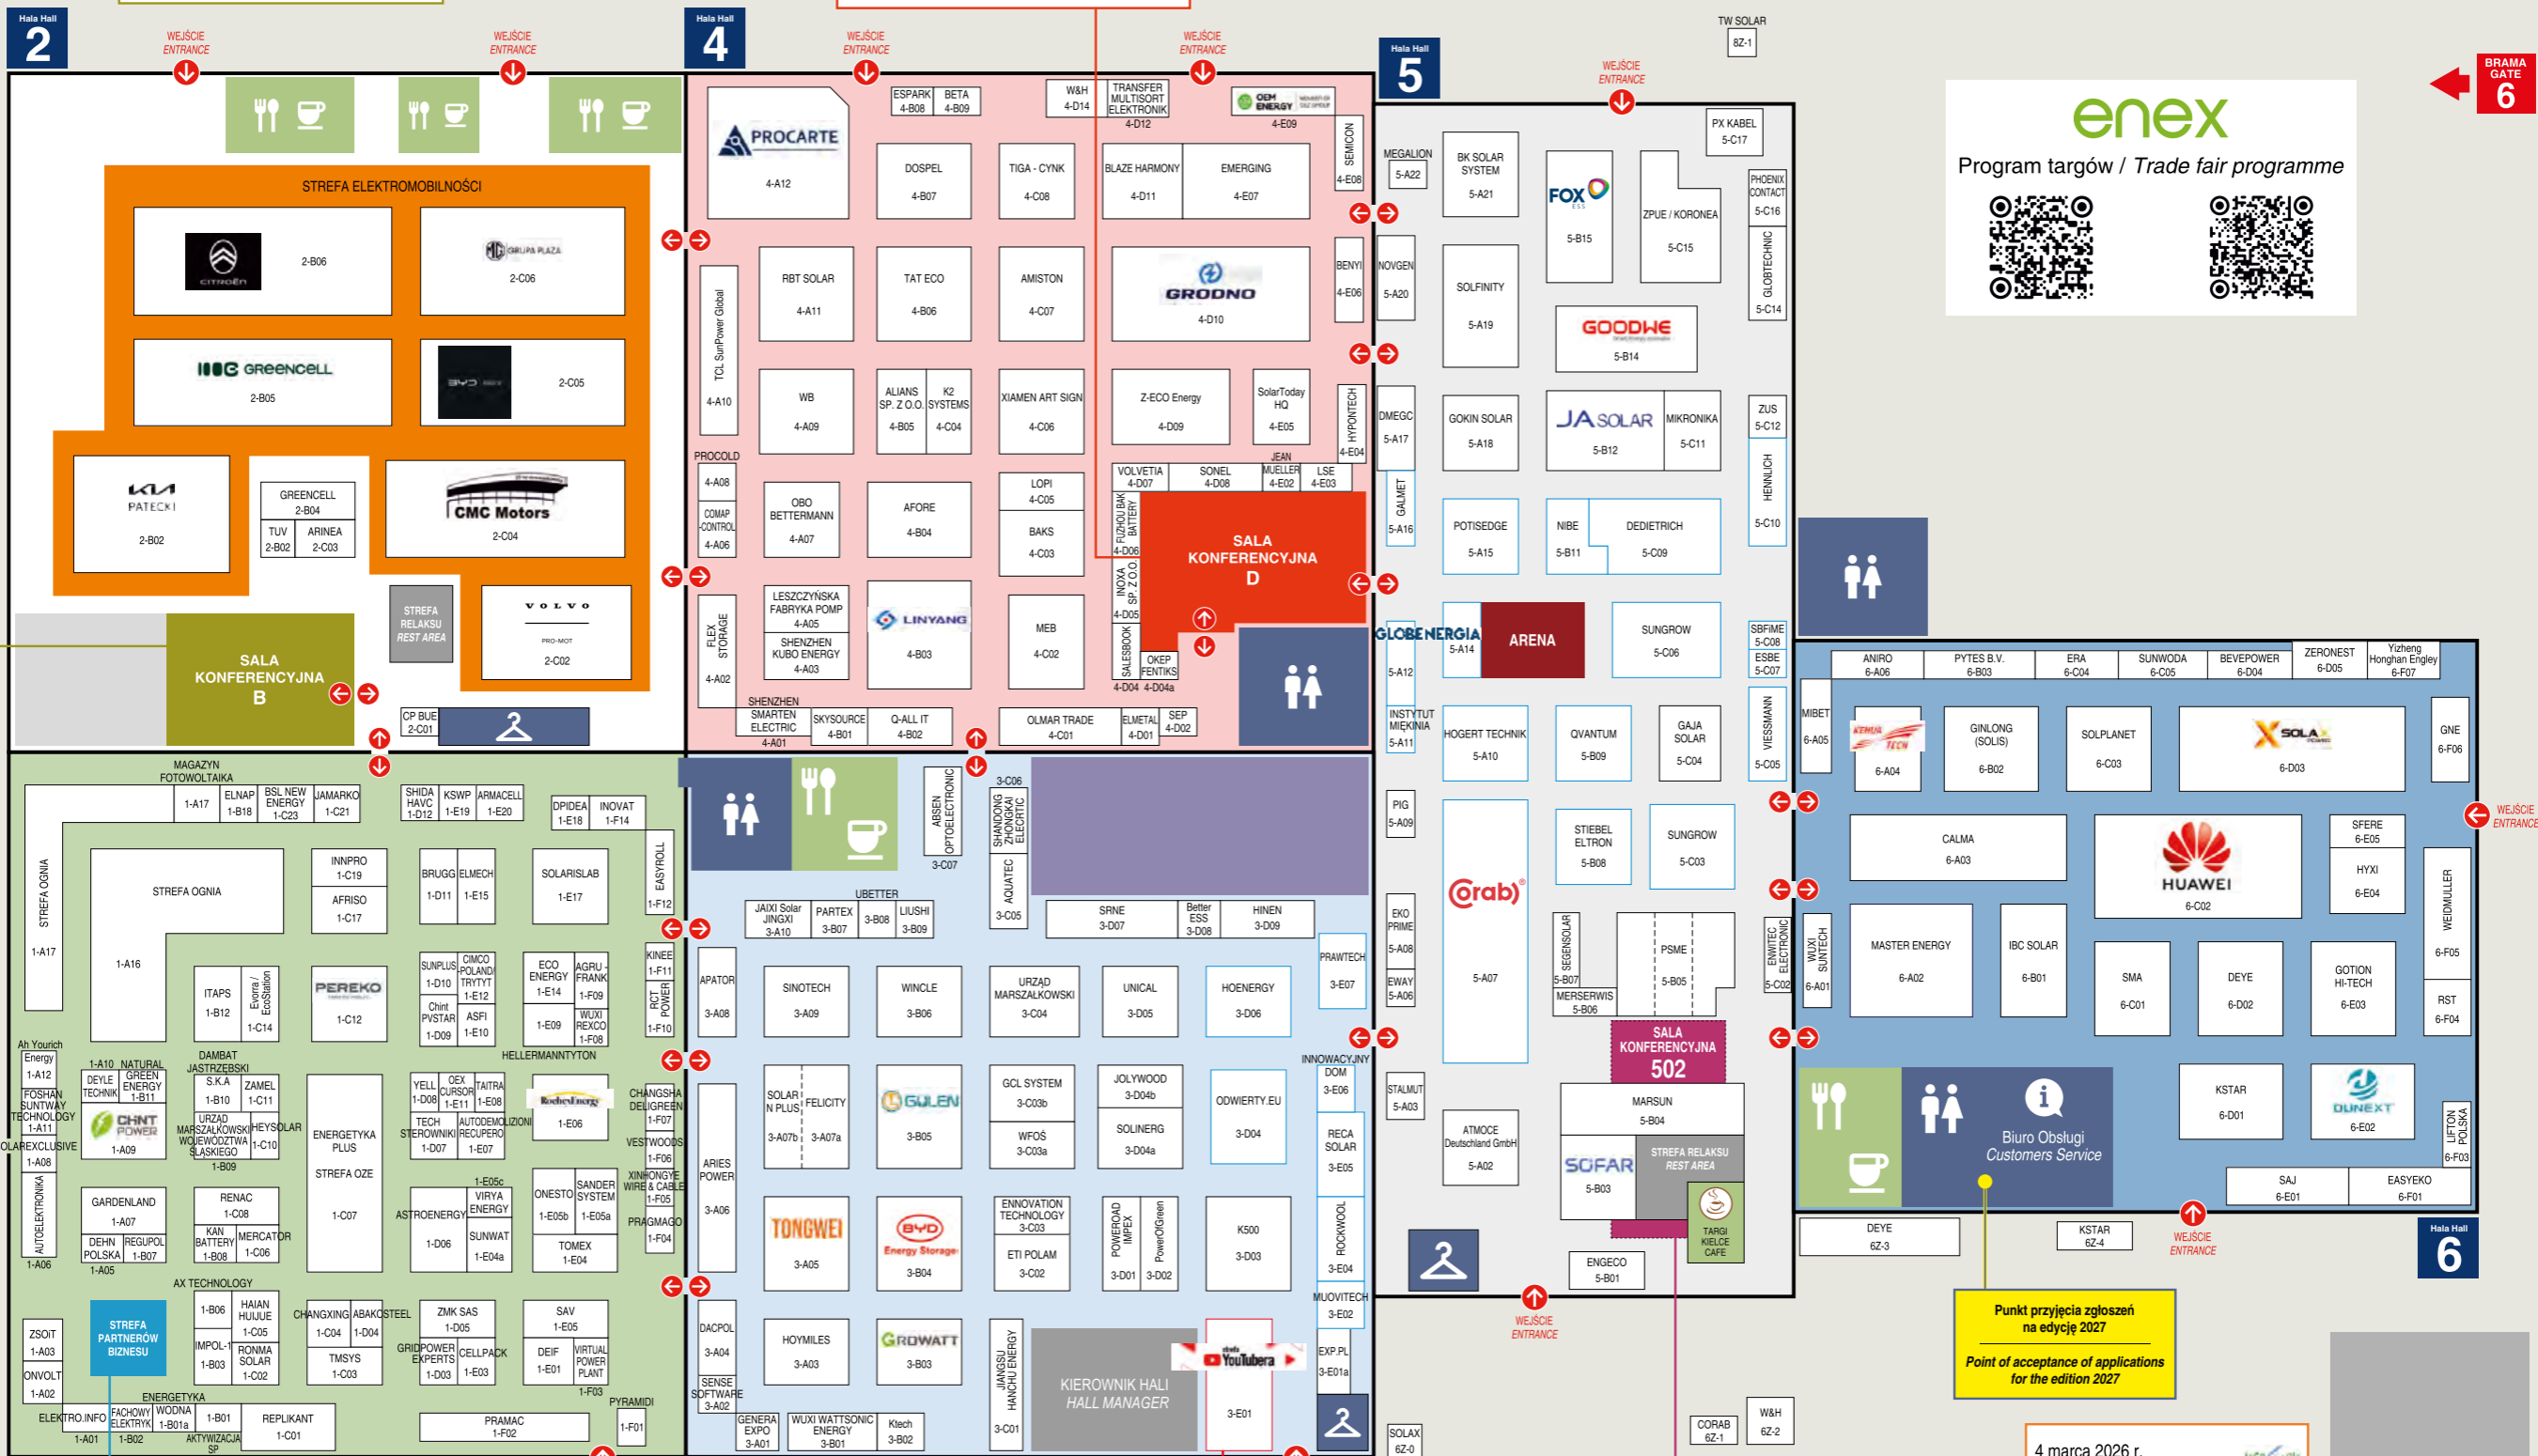 Hala Hall
2
WEJŚCIE
ENTRANCE
WEJŚCIE
ENTRANCE
STREFA ELEKTROMOBILNOŚCI
CITROËN
2-B06
MG GRUPA PLAZA
2-C06
GREENCELL
2-B05
BYD
2-C05
KIA
PATECKI
2-B02
GREENCELL
2-B04
TUV
2-B02
ARINEA
2-C03
CMC Motors
2-C04
STREFA
RELAKSU
REST AREA
VOLVO
PRO-MOT
2-C02
SALA
KONFERENCYJNA
B
CP BUE
2-C01
Hala Hall
4
WEJŚCIE
ENTRANCE
WEJŚCIE
ENTRANCE
PROCARTE
4-A12
ESPARK
4-B08
BETA
4-B09
W&H
4-D14
TRANSFER
MULTISORT
ELEKTRONIK
4-D12
OEM
ENERGY
4-E09
SEMICON
4-E08
DOSPEL
4-B07
TIGA - CYNK
4-C08
BLAZE HARMONY
4-D11
EMERGING
4-E07
TCL SunPower Global
4-A10
RBT SOLAR
4-A11
TAT ECO
4-B06
AMISTON
4-C07
GRODNO
4-D10
BENYI
4-E06
WB
4-A09
ALIANS
SP. Z O.O.
4-B05
K2
SYSTEMS
4-C04
XIAMEN ART SIGN
4-C06
Z-ECO Energy
4-D09
SolarToday
HQ
4-E05
HYPONTECH
4-E04
PROCOLD
4-A08
COMAP
-CONTROL
4-A06
OBO
BETTERMANN
4-A07
AFORE
4-B04
LOPI
4-C05
BAKS
4-C03
VOLVETIA
4-D07
SONEL
4-D08
JEAN
MUELLER
4-E02
LSE
4-E03
FUZHOU BAK
BATTERY
4-D06
SALA
KONFERENCYJNA
D
INOXA
SP. Z O.O.
4-D05
FLEX
STORAGE
4-A02
LESZCZYŃSKA
FABRYKA POMP
4-A05
SHENZHEN
KUBO ENERGY
4-A03
LINYANG
4-B03
MEB
4-C02
SALESBOOK
4-D04
OKEP
FENTIKS
4-D04a
SHENZHEN
SMARTEN
ELECTRIC
4-A01
SKYSOURCE
4-B01
Q-ALL IT
4-B02
OLMAR TRADE
4-C01
ELMETAL
4-D01
SEP
4-D02
Hala Hall
5
WEJŚCIE
ENTRANCE
TW SOLAR
8Z-1
MEGALION
5-A22
BK SOLAR
SYSTEM
5-A21
FOX
ESS
5-B15
ZPUE / KORONEA
5-C15
PX KABEL
5-C17
PHOENIX
CONTACT
5-C16
GLOBTECHNIC
5-C14
NOVGEN
5-A20
SOLFINITY
5-A19
GOODWE
5-B14
DMEGC
5-A17
GOKIN SOLAR
5-A18
JA SOLAR
5-B12
MIKRONIKA
5-C11
ZUS
5-C12
HENNLICH
5-C10
GALMET
5-A16
POTISEDGE
5-A15
NIBE
5-B11
DEDIETRICH
5-C09
GLOBENERGIA
5-A14
5-A12
ARENA
SUNGROW
5-C06
SBFiME
5-C08
ESBE
5-C07
INSTYTUT
MIĘKINIA
5-A11
HOGERT TECHNIK
5-A10
QVANTUM
5-B09
GAJA
SOLAR
5-C04
VIESSMANN
5-C05
PIG
5-A09
Corab
5-A07
STIEBEL
ELTRON
5-B08
SUNGROW
5-C03
EKO
PRIME
5-A08
EWAY
5-A06
SEGENSOLAR
5-B07
MERSERWIS
5-B06
PSME
5-B05
ENWITEC
ELECTRONIC
5-C02
SALA
KONFERENCYJNA
502
STALMUT
5-A03
ATMOCE
Deutschland GmbH
5-A02
MARSUN
5-B04
SOFAR
5-B03
STREFA RELAKSU
REST AREA
TARGI
KIELCE
CAFE
ENGECO
5-B01
WEJŚCIE
ENTRANCE
SOLAX
6Z-0
CORAB
6Z-1
W&H
6Z-2
BRAMA
GATE
6
enex
Program targów / Trade fair programme
ANIRO
6-A06
PYTES B.V.
6-B03
ERA
6-C04
SUNWODA
6-C05
BEVEPOWER
6-D04
ZERONEST
6-D05
Yizheng
Honghan Engley
6-F07
MIBET
6-A05
KEHUA
TECH
6-A04
GINLONG
(SOLIS)
6-B02
SOLPLANET
6-C03
SOLAX
POWER
6-D03
GNE
6-F06
WEJŚCIE
ENTRANCE
CALMA
6-A03
HUAWEI
6-C02
SFERE
6-E05
HYXI
6-E04
WEIDMULLER
6-F05
WUXI
SUNTECH
6-A01
MASTER ENERGY
6-A02
IBC SOLAR
6-B01
SMA
6-C01
DEYE
6-D02
GOTION
HI-TECH
6-E03
RST
6-F04
Biuro Obsługi
Customers Service
KSTAR
6-D01
DUNEXT
6-E02
LIFTON
POLSKA
6-F03
SAJ
6-E01
EASYEKO
6-F01
DEYE
6Z-3
KSTAR
6Z-4
WEJŚCIE
ENTRANCE
Hala Hall
6
Punkt przyjęcia zgłoszeń
na edycję 2027
Point of acceptance of applications
for the edition 2027
4 marca 2026 r.
MAGAZYN
FOTOWOLTAIKA
1-A17
ELNAP
1-B18
BSL NEW
ENERGY
1-C23
JAMARKO
1-C21
SHIDA
HAVC
1-D12
KSWP
1-E19
ARMACELL
1-E20
DPIDEA
1-E18
INOVAT
1-F14
STREFA OGNIA
1-A17
STREFA OGNIA
1-A16
INNPRO
1-C19
AFRISO
1-C17
BRUGG
1-D11
ELMECH
1-E15
SOLARISLAB
1-E17
EASYROLL
1-F12
ITAPS
1-B12
Evorra /
EcoStation
1-C14
PEREKO
1-C12
SUNPLUS
1-D10
CIMCO
-POLAND/
TRYTYT
1-E12
Chint
PVSTAR
1-D09
ASFI
1-E10
ECO
ENERGY
1-E14
AGRU -
FRANK
1-F09
1-E09
WUXI
REXCO
1-F08
KINEE
1-F11
RCT
POWER
1-F10
Ah Yourich
Energy
1-A12
FOSHAN
SUNTWAY
TECHNOLOGY
1-A11
OLAREXCLUSIVE
1-A08
AUTOELEKTRONIKA
1-A06
1-A10
DEYLE
TECHNIK
NATURAL
GREEN
ENERGY
1-B11
CHNT
POWER
1-A09
DAMBAT
JASTRZĘBSKI
S.K.A
1-B10
ZAMEL
1-C11
URZĄD
MARSZAŁKOWSKI
WOJEWÓDZTWA
ŚLĄSKIEGO
1-B09
HEYSOLAR
1-C10
ENERGETYKA
PLUS
STREFA OZE
1-C07
YELL
1-D08
OEX
CURSOR
1-E11
TAITRA
1-E08
TECH
STEROWNIKI
1-D07
AUTODEMOLIZIONI
RECUPERO
1-E07
HELLERMANNTYTON
RochesEnergy
1-E06
CHANGSHA
DELIGREEN
1-F07
VESTWOODS
1-F06
XINHONGYE
WIRE & CABLE
1-F05
PRAGMAGO
1-F04
GARDENLAND
1-A07
DEHN
POLSKA
1-A05
REGUPOL
1-B07
RENAC
1-C08
KAN
BATTERY
1-B08
MERCATOR
1-C06
ASTROENERGY
1-D06
1-E05c
VIRYA
ENERGY
SUNWAT
1-E04a
ONESTO
1-E05b
SANDER
SYSTEM
1-E05a
TOMEX
1-E04
AX TECHNOLOGY
1-B06
HAIAN
HUIJUE
1-C05
IMPOL-1
1-B03
RONMA
SOLAR
1-C02
CHANGXING
1-C04
ABAKOSTEEL
1-D04
TMSYS
1-C03
ZMK SAS
1-D05
GRIDPOWER
EXPERTS
1-D03
CELLPACK
1-E03
SAV
1-E05
DEIF
1-E01
VIRTUAL
POWER
PLANT
1-F03
ZSOiT
1-A03
ONVOLT
1-A02
STREFA
PARTNERÓW
BIZNESU
ELEKTRO.INFO
1-A01
FACHOWY
ELEKTRYK
1-B02
ENERGETYKA
WODNA
1-B01a
1-B01
AKTYWIZACJA
SP
REPLIKANT
1-C01
PRAMAC
1-F02
PYRAMIDI
1-F01
ABSEN
OPTOELECTRONIC
3-C07
3-C06
SHANDONG
ZHONGKAI
ELECRTIC
AQUATEC
3-C05
JAIXI Solar
JINGXI
3-A10
PARTEX
3-B07
UBETTER
3-B08
LIUSHI
3-B09
SRNE
3-D07
Better
ESS
3-D08
HINEN
3-D09
APATOR
3-A08
SINOTECH
3-A09
WINCLE
3-B06
URZĄD
MARSZAŁKOWSKI
3-C04
UNICAL
3-D05
HOENERGY
3-D06
PRAWTECH
3-E07
ARIES
POWER
3-A06
SOLAR
N PLUS
3-A07b
FELICITY
3-A07a
GULEN
3-B05
GCL SYSTEM
3-C03b
WFOŚ
3-C03a
JOLYWOOD
3-D04b
SOLINERG
3-D04a
ODWIERTY.EU
3-D04
INNOWACYJNY
DOM
3-E06
RECA
SOLAR
3-E05
TONGWEI
3-A05
BYD
Energy Storage
3-B04
ENNOVATION
TECHNOLOGY
3-C03
ETI POLAM
3-C02
POWEROAD
IMPEX
3-D01
PowerOfGreen
3-D02
K500
3-D03
ROCKWOOL
3-E04
MUOVITECH
3-E02
DACPOL
3-A04
SENSE
SOFTWARE
3-A02
HOYMILES
3-A03
GROWATT
3-B03
JIANGSU
HANCHU ENERGY
3-C01
KIEROWNIK HALI
HALL MANAGER
strefa
YouTubera
3-E01
EXP.PL
3-E01a
GENERA
EXPO
3-A01
WUXI WATTSONIC
ENERGY
3-B01
Ktech
3-B02